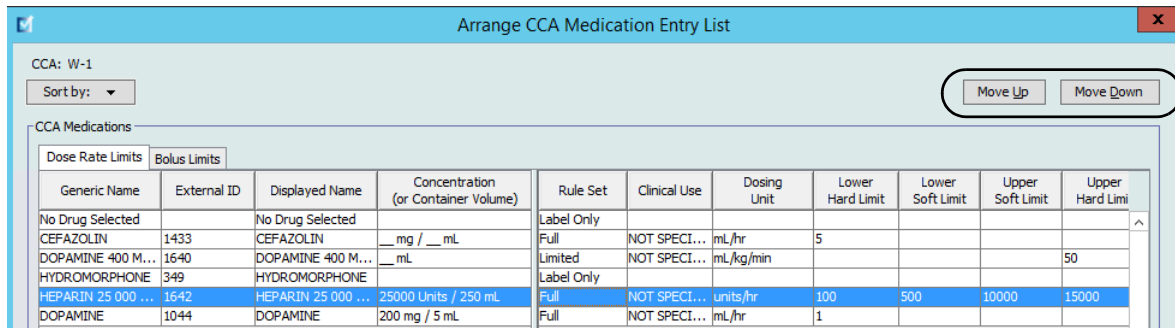 Arrange CCA Medication Entry List
x
CCA: W-1
Sort by:
Move Up Move Down
CCA Medications
Dose Rate Limits Bolus Limits
Generic Name External ID Displayed Name Concentration (or Container Volume) Rule Set Clinical Use Dosing Unit Lower Hard Limit Lower Soft Limit Upper Soft Limit Upper Hard Limi
No Drug Selected No Drug Selected Label Only
CEFAZOLIN 1433 CEFAZOLIN __ mg / __ mL Full NOT SPECI... mL/hr 5
DOPAMINE 400 M... 1640 DOPAMINE 400 M... __ mL Limited NOT SPECI... mL/kg/min 50
HYDROMORPHONE 349 HYDROMORPHONE Label Only
HEPARIN 25 000 ... 1642 HEPARIN 25 000 ... 25000 Units / 250 mL Full NOT SPECI... units/hr 100 500 10000 15000
DOPAMINE 1044 DOPAMINE 200 mg / 5 mL Full NOT SPECI... mL/hr 1